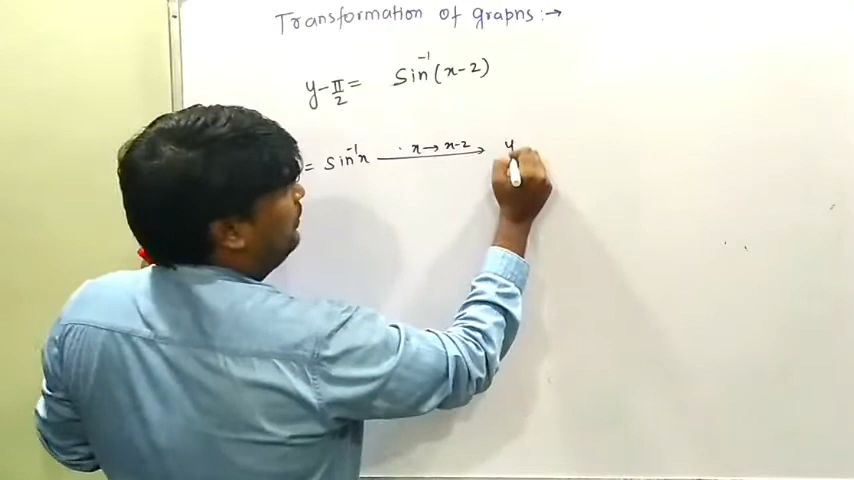 Transformation of graphs :→
y - π/2 = Sin⁻¹(x-2)
= Sin⁻¹x x → x-2 → y